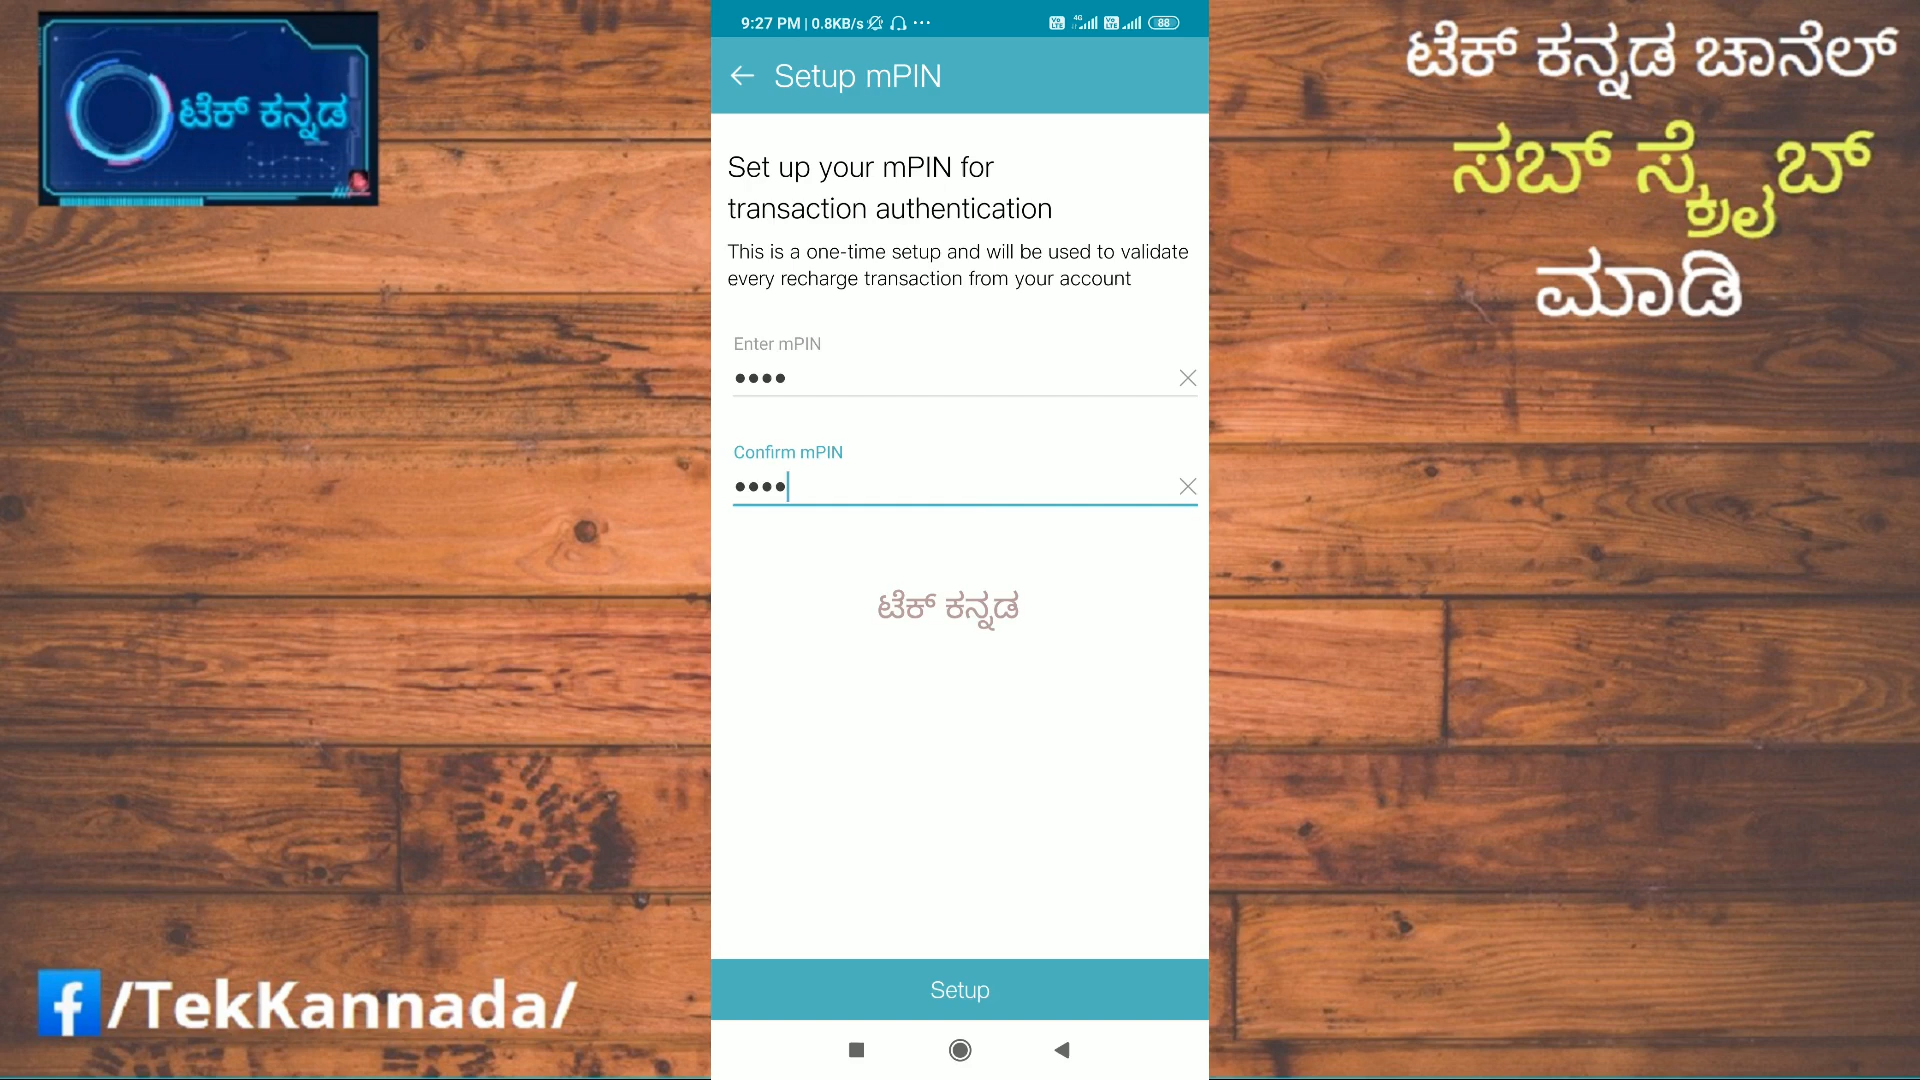 ಟೆಕ್ ಕನ್ನಡ
9:27 PM | 0.8KB/s
4G
88
Setup mPIN
Set up your mPIN for
transaction authentication
This is a one-time setup and will be used to validate
every recharge transaction from your account
Enter mPIN
Confirm mPIN
ಟೆಕ್ ಕನ್ನಡ
Setup
ಟೆಕ್ ಕನ್ನಡ ಚಾನೆಲ್
ಸಬ್ ಸ್ಕ್ರೈಬ್
ಮಾಡಿ
f/TekKannada/